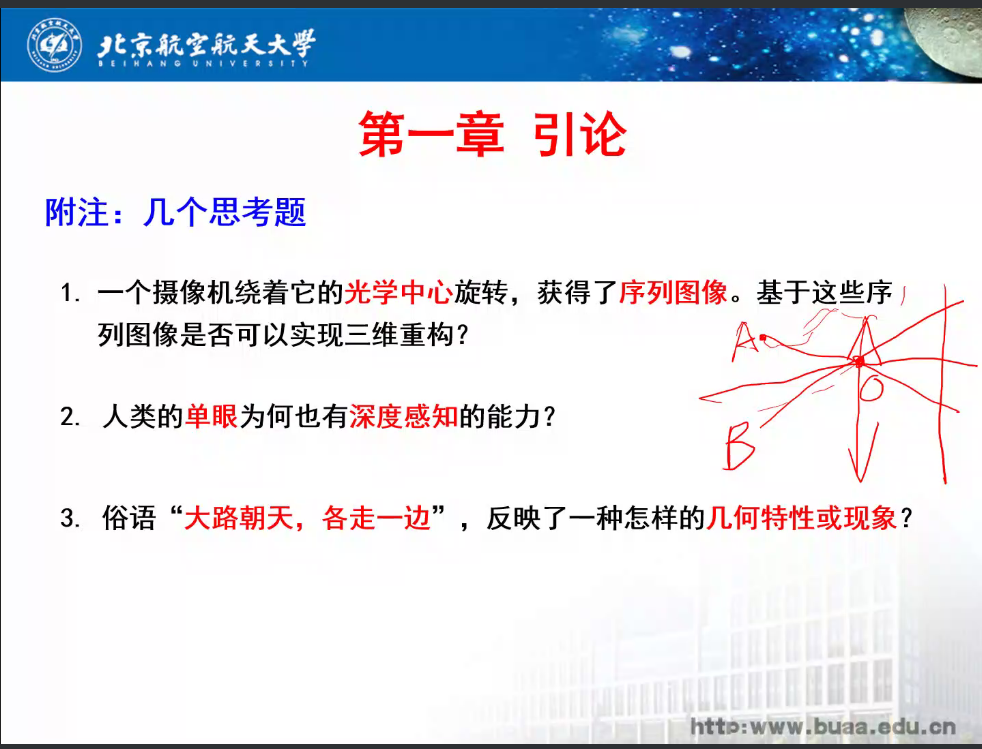 北京航空航天大学
BEIHANG UNIVERSITY
第一章 引论
附注：几个思考题
1. 一个摄像机绕着它的光学中心旋转，获得了序列图像。基于这些序
列图像是否可以实现三维重构？
A
O
2. 人类的单眼为何也有深度感知的能力？
B
3. 俗语“大路朝天，各走一边”，反映了一种怎样的几何特性或现象？
http:www.buaa.edu.cn